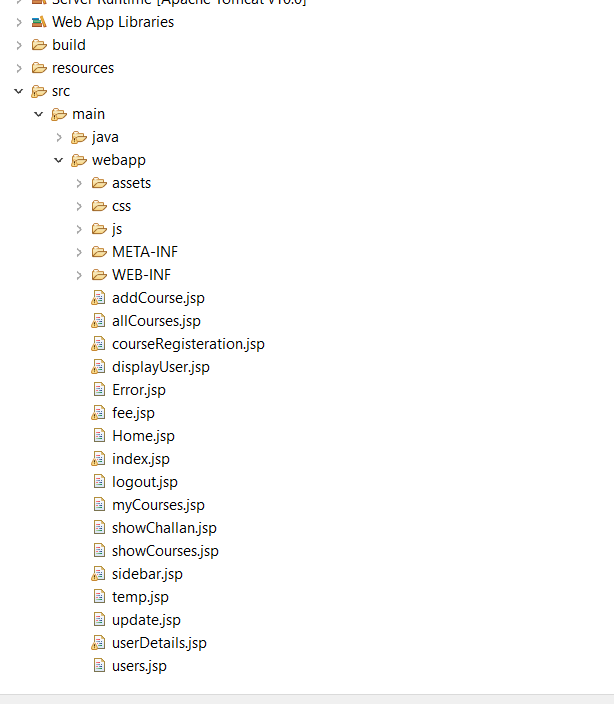 Server Runtime [Apache Tomcat v10.0]
Web App Libraries
build
resources
src
main
java
webapp
assets
css
js
META-INF
WEB-INF
addCourse.jsp
allCourses.jsp
courseRegisteration.jsp
displayUser.jsp
Error.jsp
fee.jsp
Home.jsp
index.jsp
logout.jsp
myCourses.jsp
showChallan.jsp
showCourses.jsp
sidebar.jsp
temp.jsp
update.jsp
userDetails.jsp
users.jsp